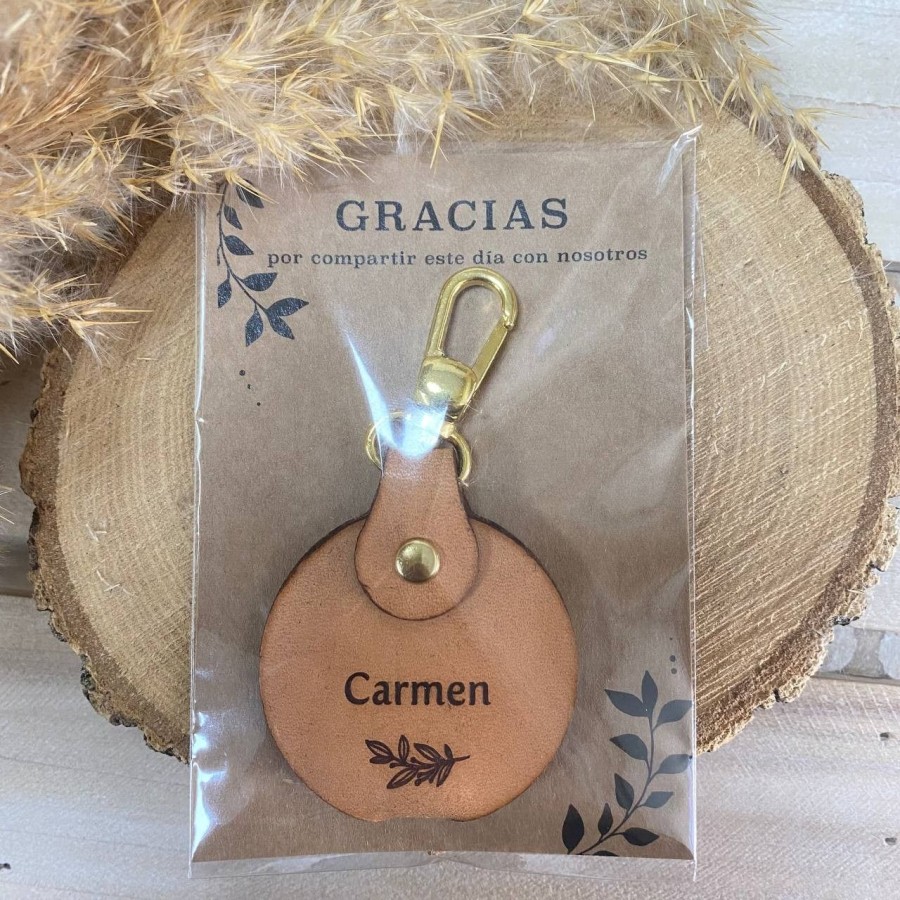 GRACIAS
por compartir este día con nosotros
Carmen